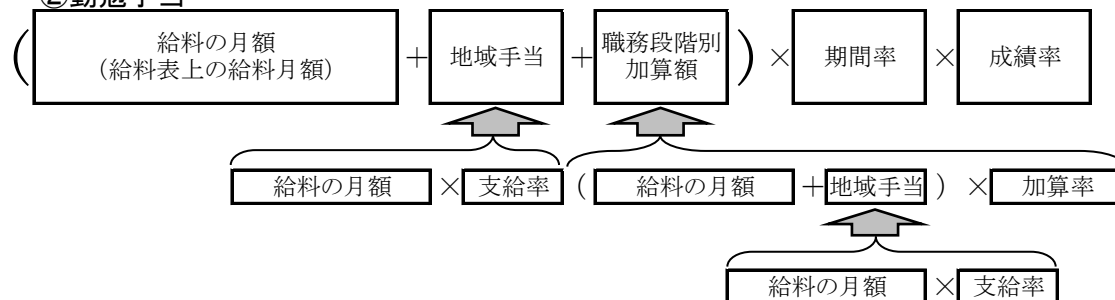 ②勤勉手当
(給料の月額
(給料表上の給料月額)
+ 地域手当 + 職務段階別
加算額) × 期間率 × 成績率
給料の月額 × 支給率 (給料の月額 + 地域手当) × 加算率
給料の月額 × 支給率